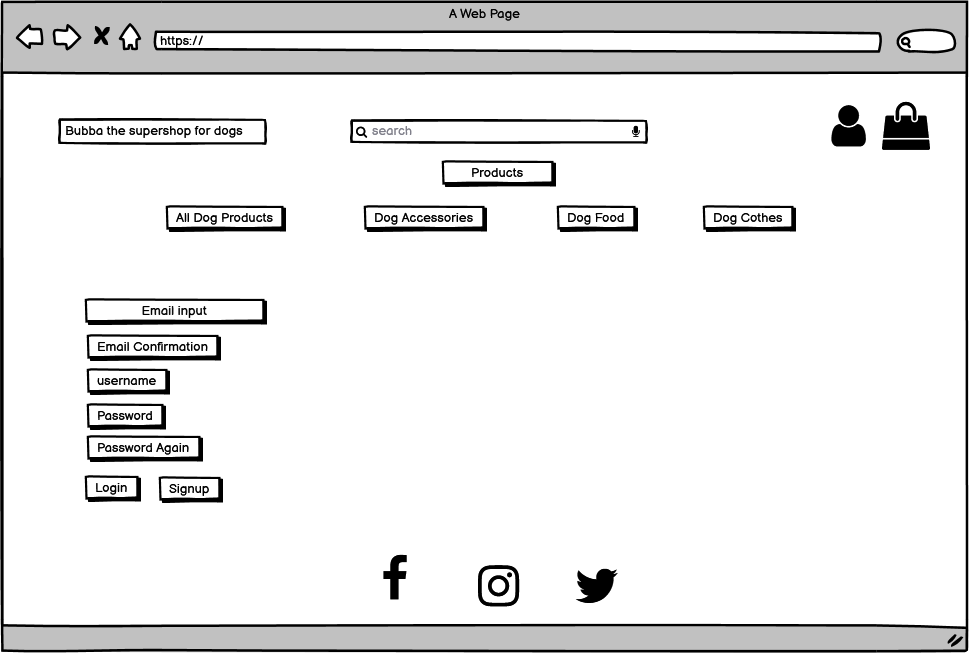 A Web Page
https://
Bubba the supershop for dogs
search
Products
All Dog Products
Dog Accessories
Dog Food
Dog Cothes
Email input
Email Confirmation
username
Password
Password Again
Login
Signup